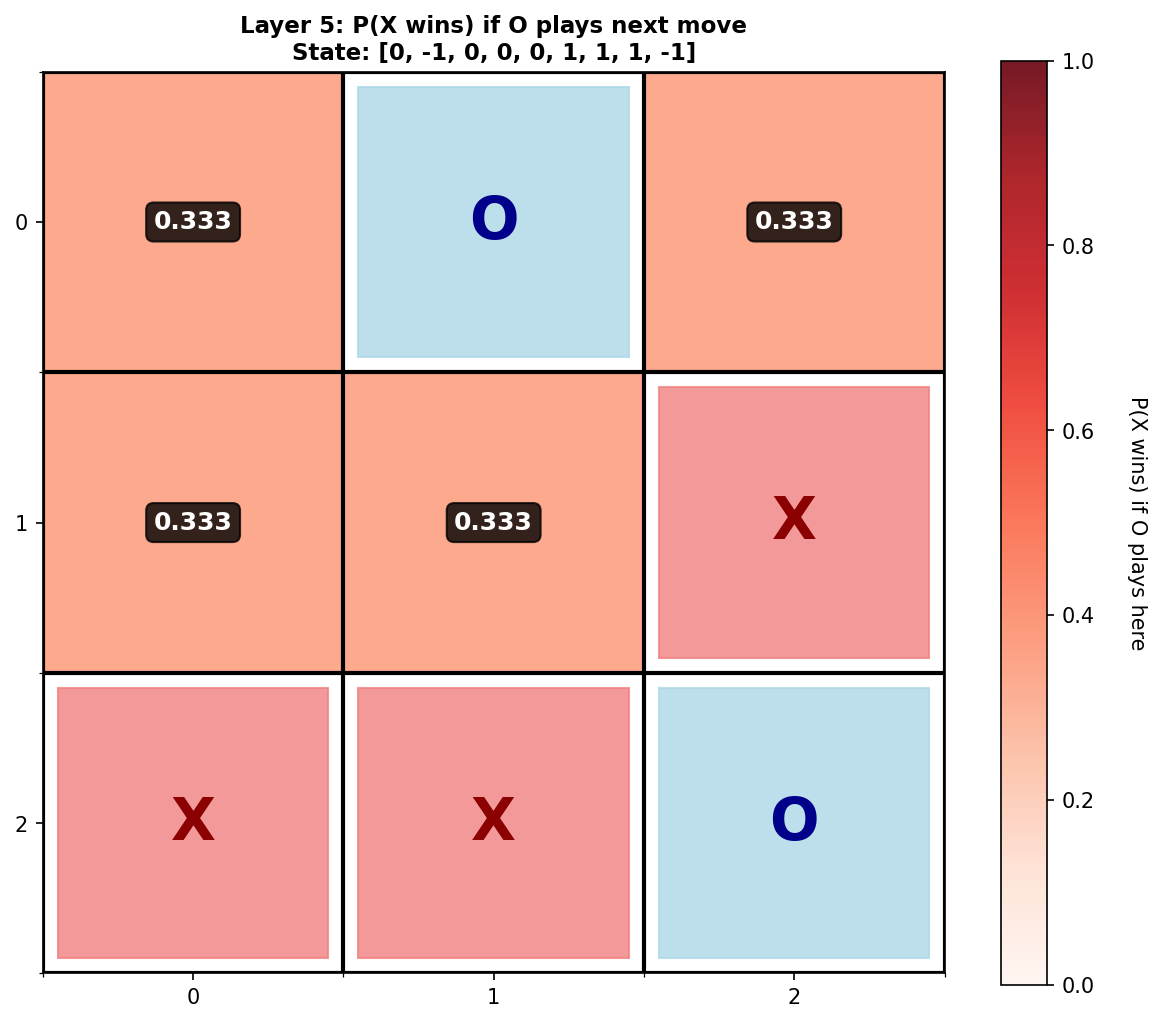 Layer 5: P(X wins) if O plays next move
State: [0, -1, 0, 0, 0, 1, 1, 1, -1]
0
0.333
O
0.333
1
0.333
0.333
X
2
X
X
O
0
1
2
1.0
0.8
0.6
0.4
0.2
0.0
P(X wins) if O plays here